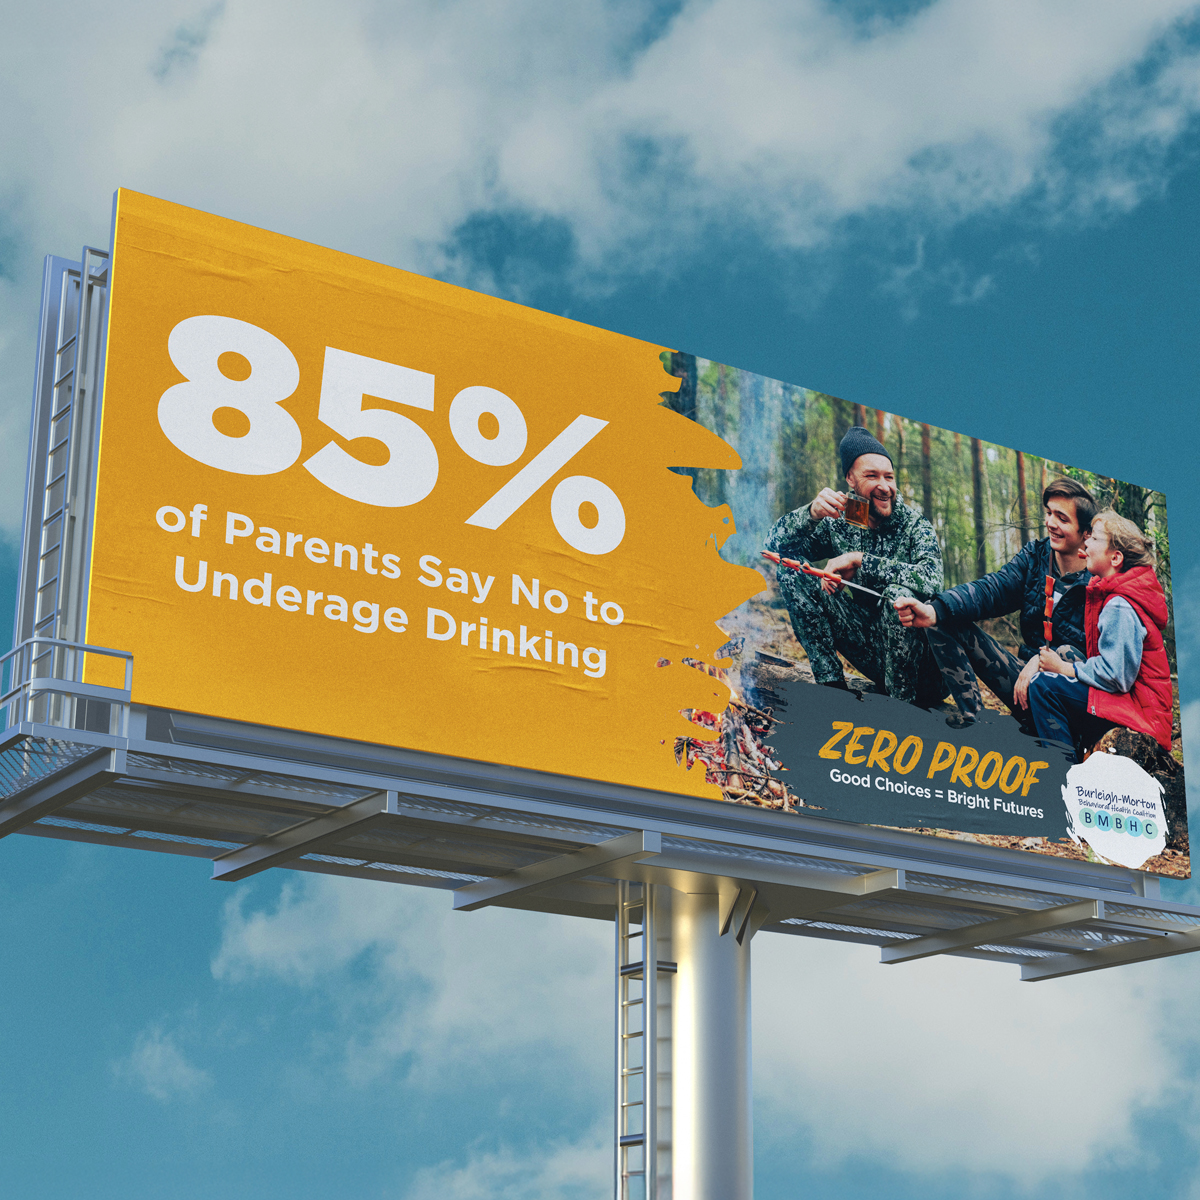 85%
of Parents Say No to
Underage Drinking
ZERO PROOF
Good Choices = Bright Futures
Burleigh-Morton
Behavioral Health Coalition
BMBHC